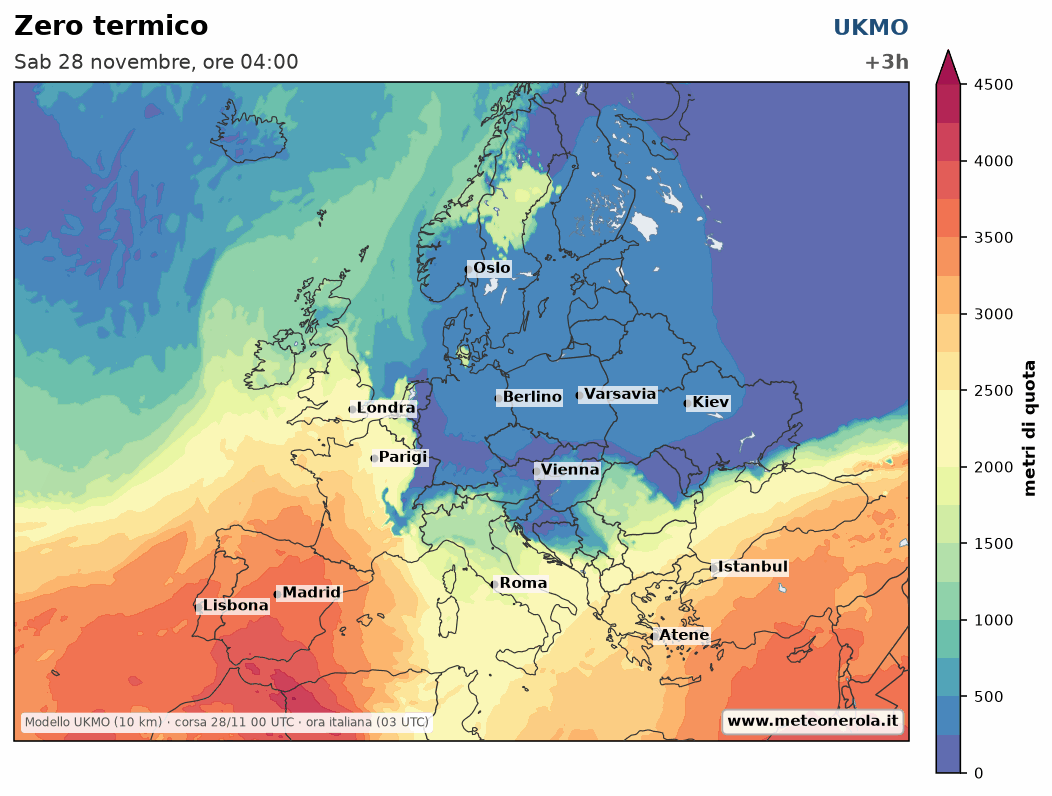 Zero termico
UKMO
Sab 28 novembre, ore 04:00
+3h
4500
4000
3500
3000
2500
2000
1500
1000
500
0
metri di quota
Oslo
Berlino
Varsavia
Kiev
Londra
Parigi
Vienna
Istanbul
Roma
Madrid
Lisbona
Atene
Modello UKMO (10 km) · corsa 28/11 00 UTC · ora italiana (03 UTC)
www.meteonerola.it